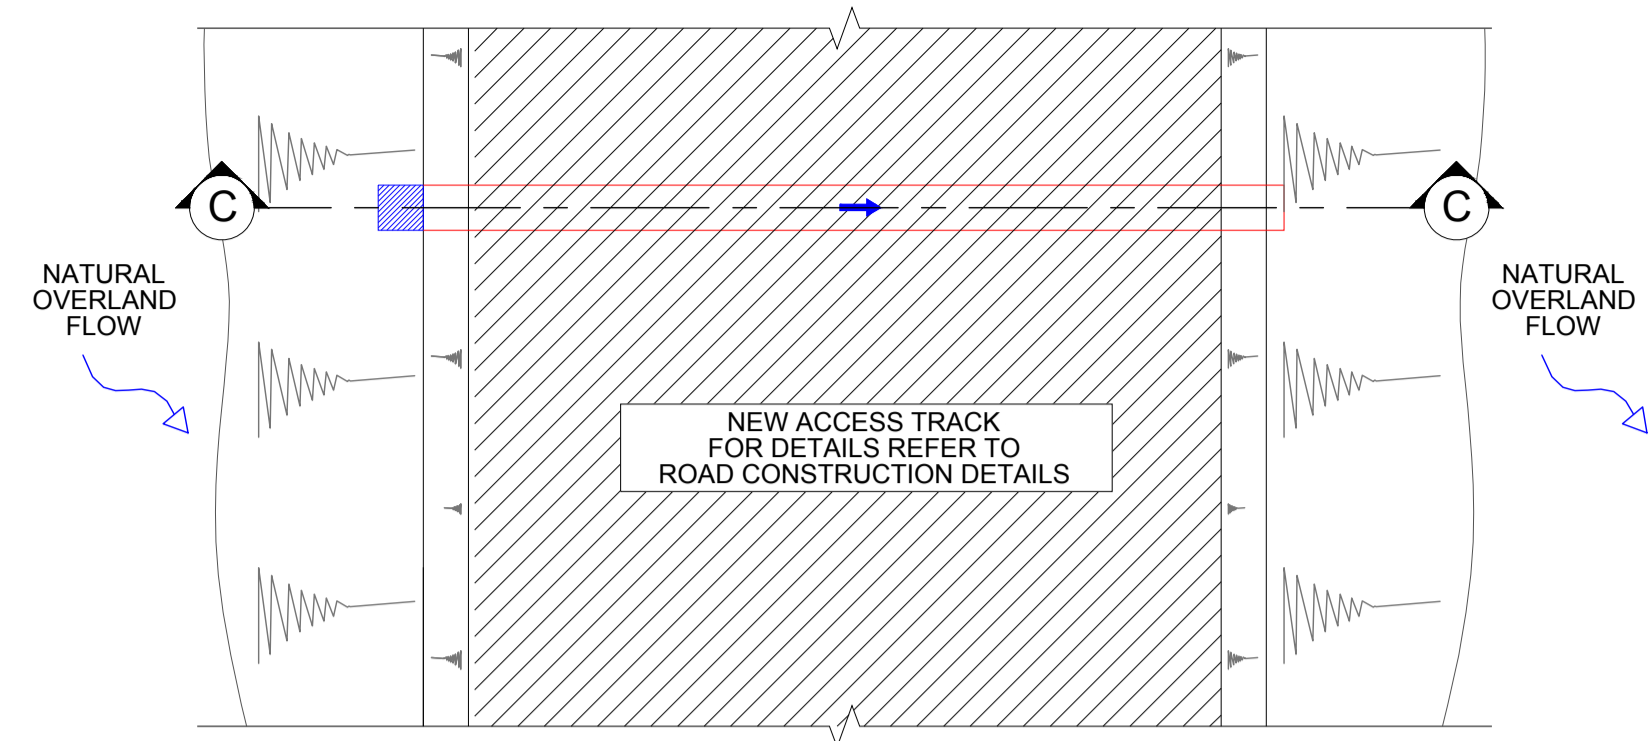 C
C
NATURAL
OVERLAND
FLOW
NATURAL
OVERLAND
FLOW
NEW ACCESS TRACK
FOR DETAILS REFER TO
ROAD CONSTRUCTION DETAILS